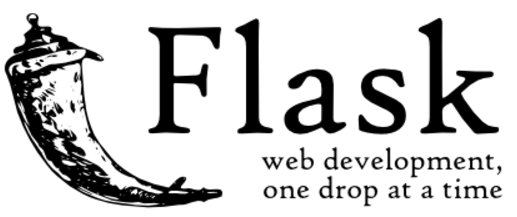 Flask
web development,
one drop at a time